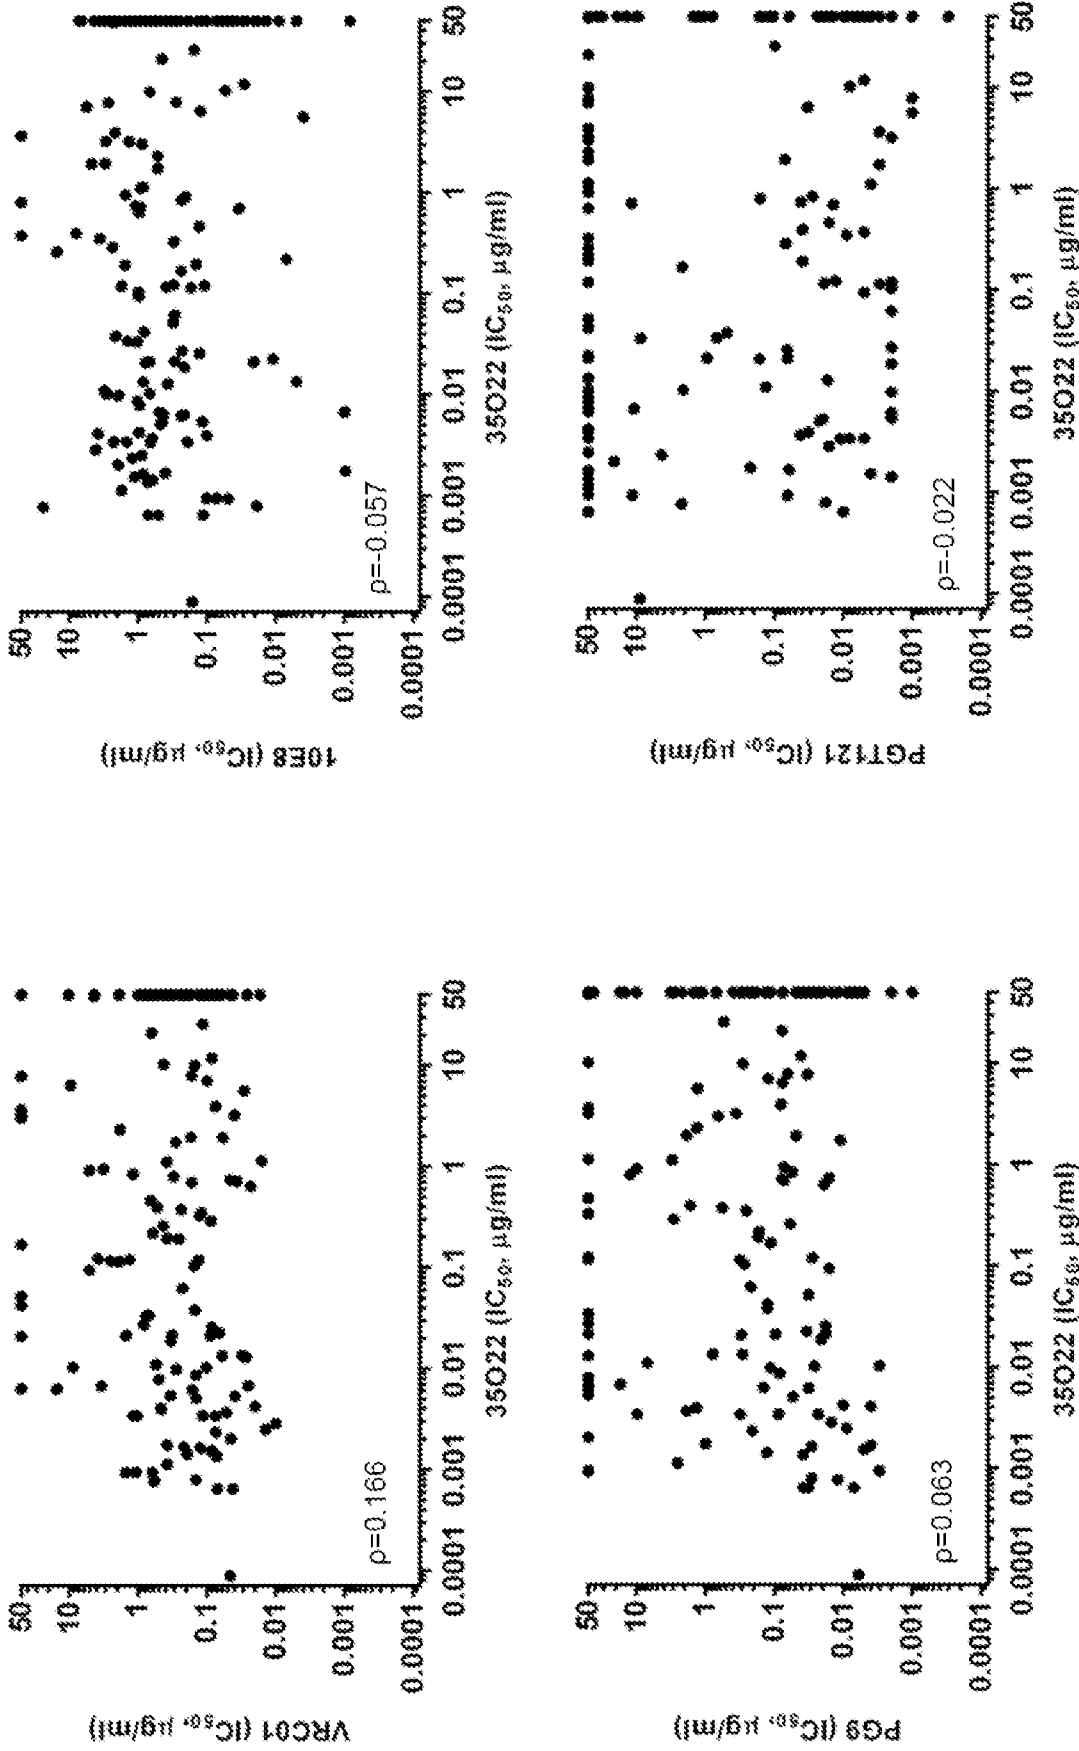 VRC01 (IC50, μg/ml)
50
10
1
0.1
0.01
0.001
0.0001
ρ=0.166
0.0001 0.001 0.01 0.1 1 10 50
35O22 (IC50, μg/ml)
10E8 (IC50, μg/ml)
50
10
1
0.1
0.01
0.001
0.0001
ρ=-0.057
0.0001 0.001 0.01 0.1 1 10 50
35O22 (IC50, μg/ml)
PG9 (IC50, μg/ml)
50
10
1
0.1
0.01
0.001
0.0001
ρ=0.063
0.0001 0.001 0.01 0.1 1 10 50
35O22 (IC50, μg/ml)
PGT121 (IC50, μg/ml)
50
10
1
0.1
0.01
0.001
0.0001
ρ=-0.022
0.0001 0.001 0.01 0.1 1 10 50
35O22 (IC50, μg/ml)